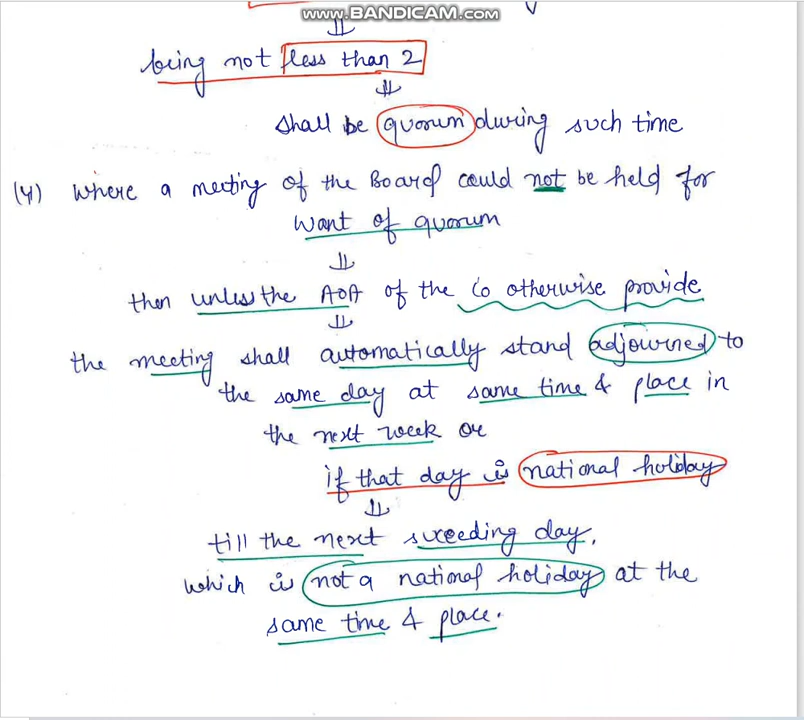 WWW.BANDICAM.COM
being not less than 2
shall be quorum during such time
(4) where a meeting of the Board could not be held for
want of quorum
then unless the AOA of the Co otherwise provide
the meeting shall automatically stand adjourned to
the same day at same time & place in
the next week or
if that day is national holiday
till the next suceeding day,
which is not a national holiday at the
same time & place.